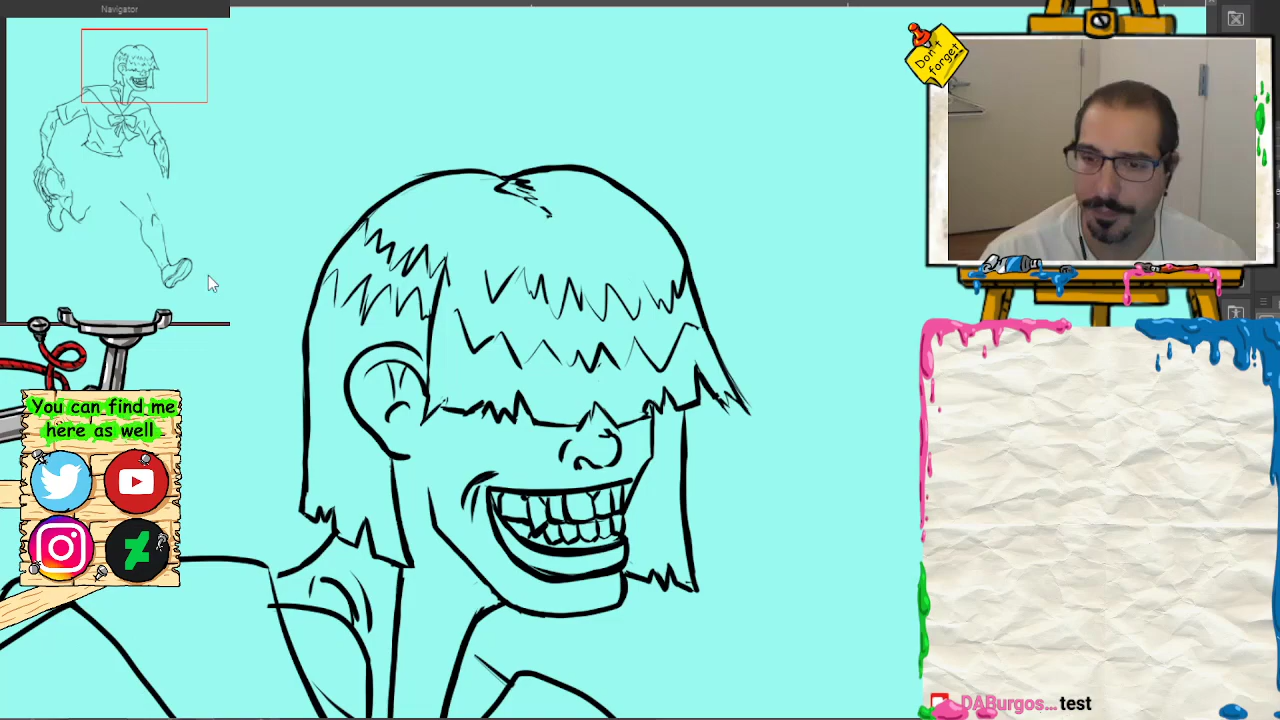 Navigator
Don't
forget
You can find me
here as well
DABurgos... test